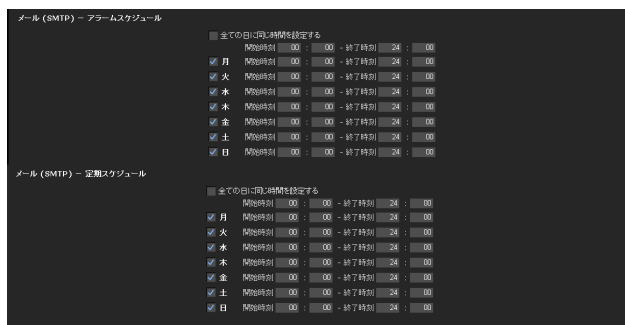 メール (SMTP) － アラームスケジュール
全ての日に同じ時間を設定する
開始時刻 00 : 00 - 終了時刻 24 : 00
月 開始時刻 00 : 00 - 終了時刻 24 : 00
火 開始時刻 00 : 00 - 終了時刻 24 : 00
水 開始時刻 00 : 00 - 終了時刻 24 : 00
木 開始時刻 00 : 00 - 終了時刻 24 : 00
金 開始時刻 00 : 00 - 終了時刻 24 : 00
土 開始時刻 00 : 00 - 終了時刻 24 : 00
日 開始時刻 00 : 00 - 終了時刻 24 : 00
メール (SMTP) － 定期スケジュール
全ての日に同じ時間を設定する
開始時刻 00 : 00 - 終了時刻 24 : 00
月 開始時刻 00 : 00 - 終了時刻 24 : 00
火 開始時刻 00 : 00 - 終了時刻 24 : 00
水 開始時刻 00 : 00 - 終了時刻 24 : 00
木 開始時刻 00 : 00 - 終了時刻 24 : 00
金 開始時刻 00 : 00 - 終了時刻 24 : 00
土 開始時刻 00 : 00 - 終了時刻 24 : 00
日 開始時刻 00 : 00 - 終了時刻 24 : 00